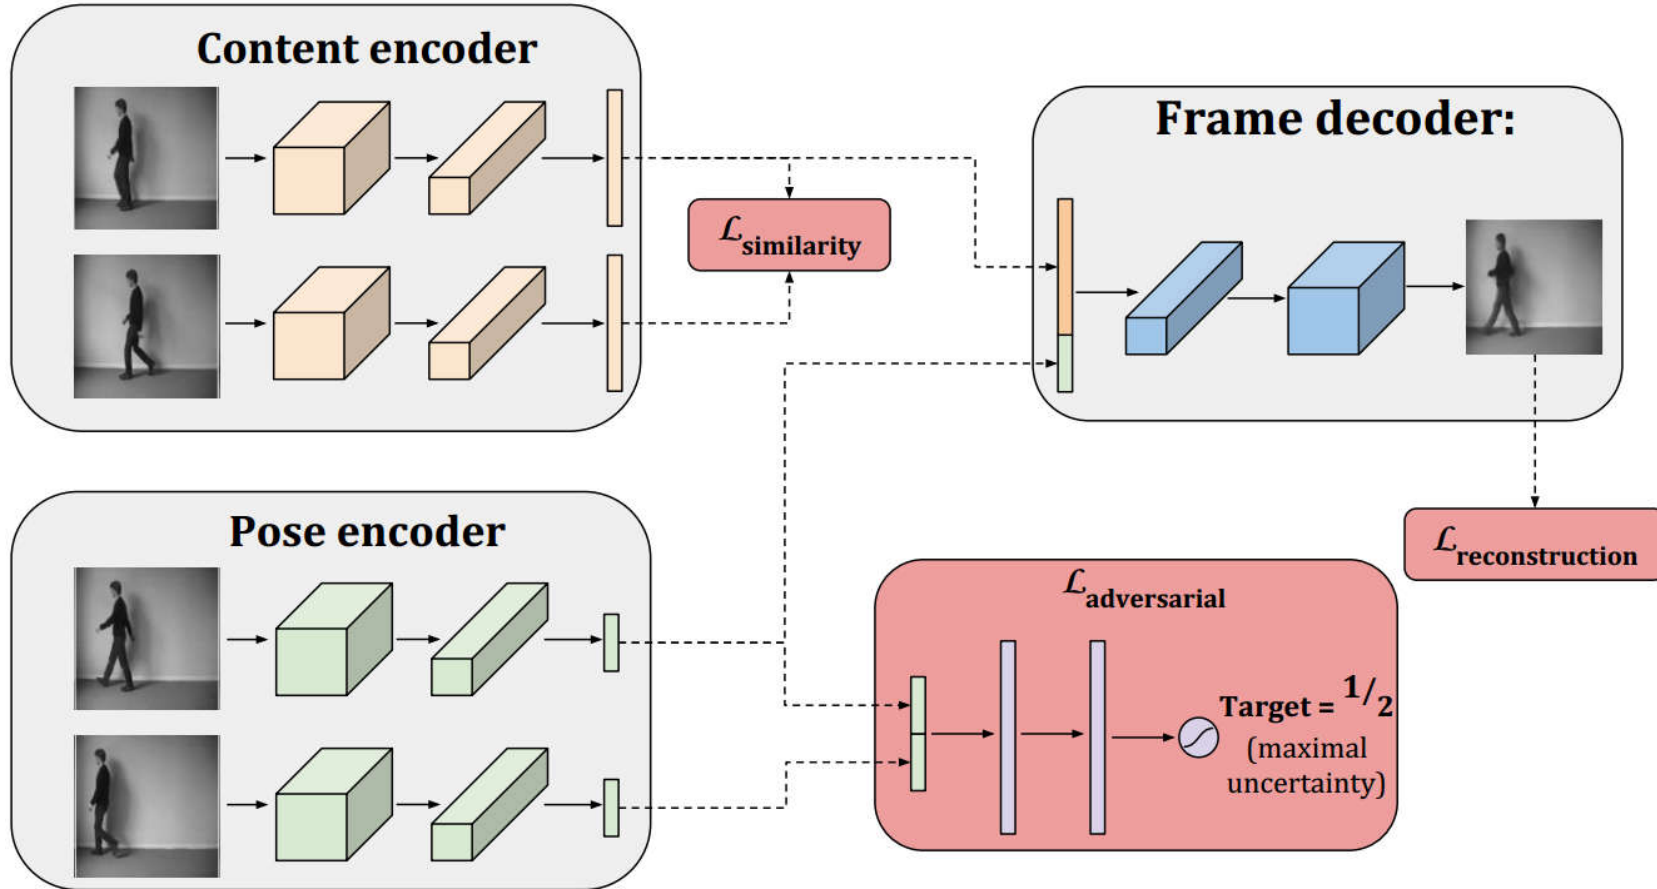 Content encoder
ℒsimilarity
Frame decoder:
Pose encoder
ℒreconstruction
ℒadversarial
Target = 1/2
(maximal
uncertainty)